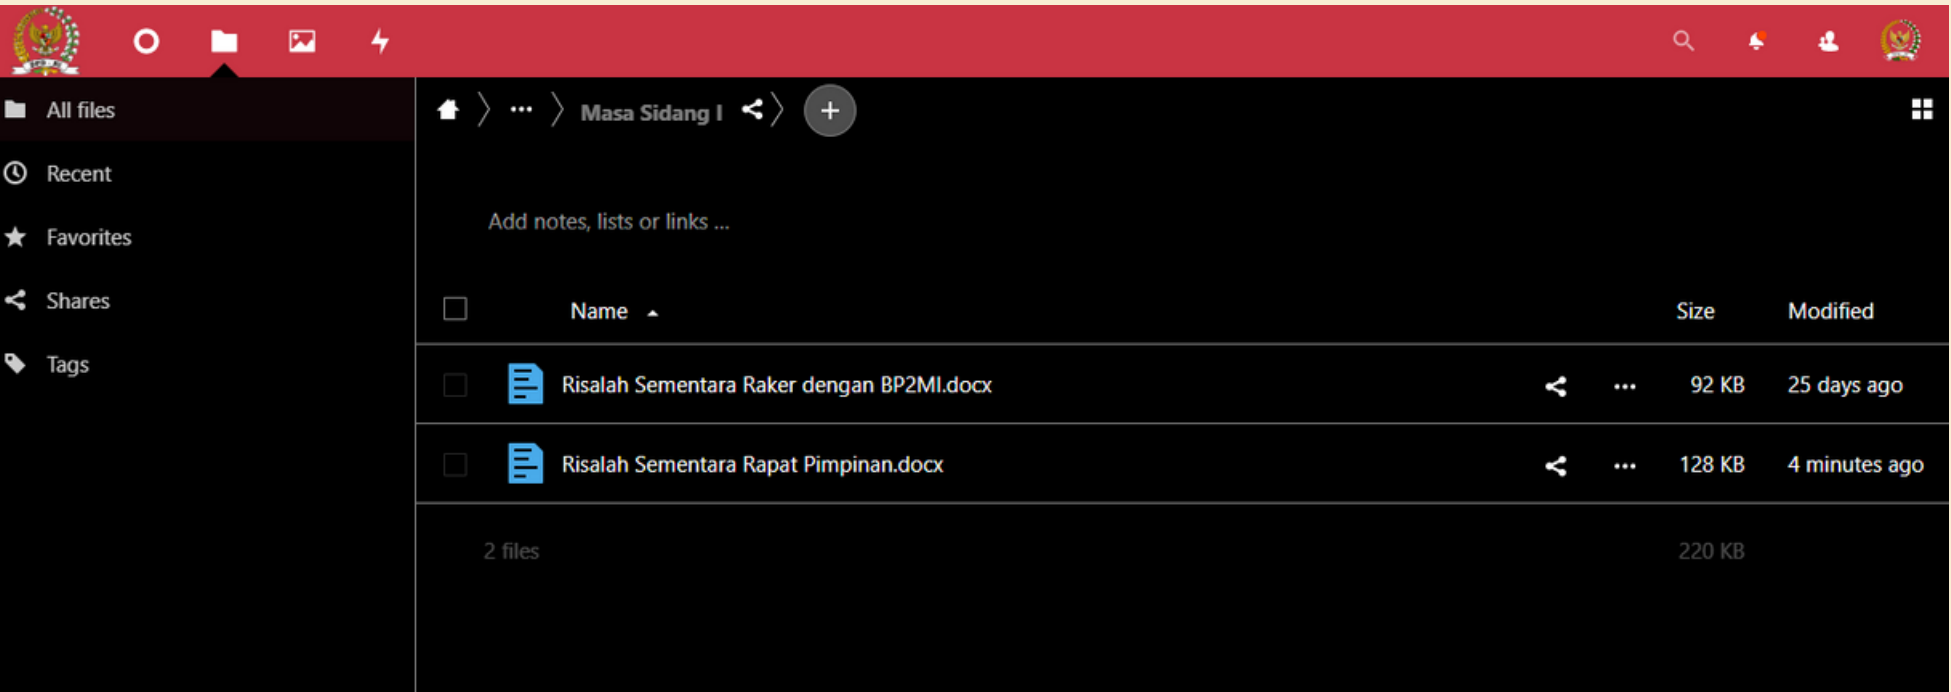 All files
Recent
Favorites
Shares
Tags
Masa Sidang I
Add notes, lists or links ...
Name Size Modified
Risalah Sementara Raker dengan BP2MI.docx 92 KB 25 days ago
Risalah Sementara Rapat Pimpinan.docx 128 KB 4 minutes ago
2 files 220 KB